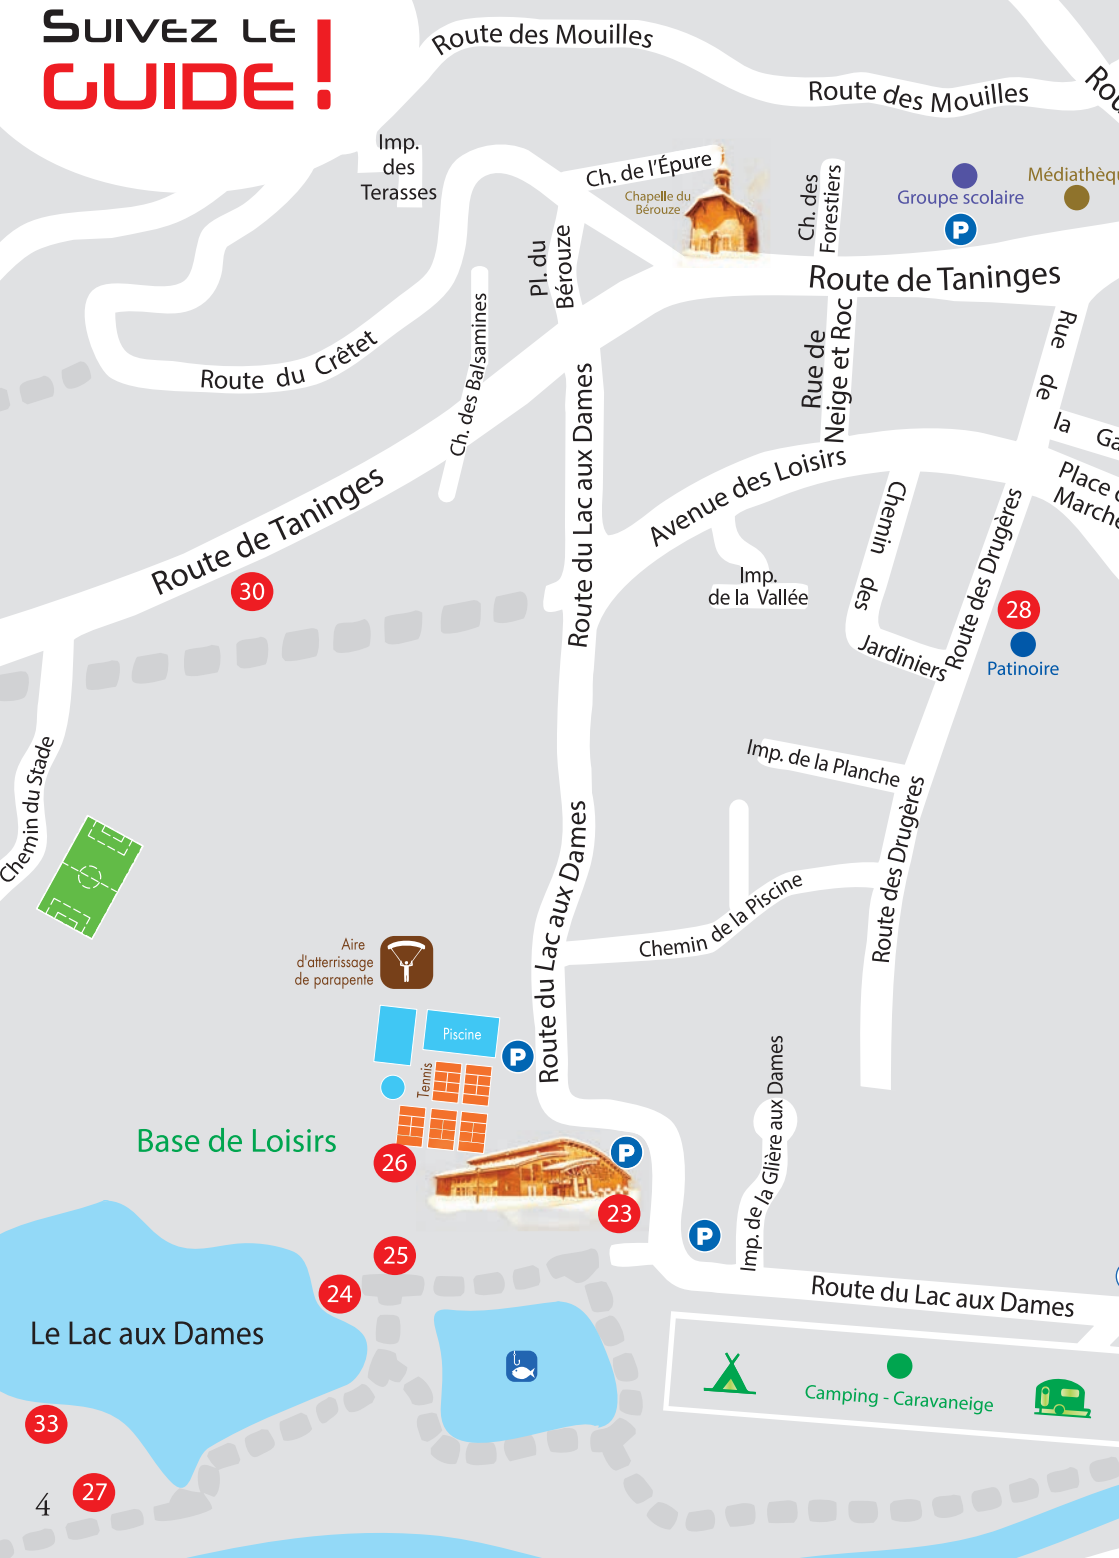 SUIVEZ LE
GUIDE !
Route des Mouilles
Route des Mouilles
Imp.
des
Terasses
Ch. de l'Épure
Chapelle du
Bérouze
Ch. des
Forestiers
Groupe scolaire
P
Route de Taninges
Pl. du
Bérouze
Rue de
Neige et Roc
Rue de la
Route du Crêtet
Ch. des Balsamines
Route du Lac aux Dames
Avenue des Loisirs
Chemin des Jardiniers
Place
Route de Taninges
30
Imp.
de la Vallée
Route des Drugères
28
Patinoire
Chemin du Stade
Imp. de la Planche
Route des Drugères
Route du Lac aux Dames
Chemin de la Piscine
Aire
d'atterrissage
de parapente
Piscine
P
Tennis
Base de Loisirs
26
P
23
Imp. de la Glière aux Dames
25
P
24
Route du Lac aux Dames
Le Lac aux Dames
Camping - Caravaneige
33
27
4